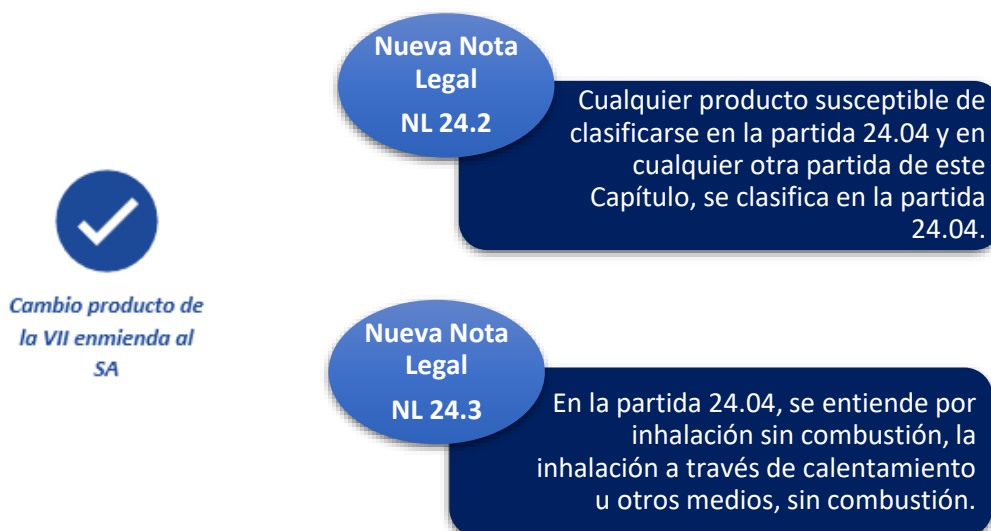 Nueva Nota
Legal
NL 24.2
Cualquier producto susceptible de
clasificarse en la partida 24.04 y en
cualquier otra partida de este
Capítulo, se clasifica en la partida
24.04.
Cambio producto de
la VII enmienda al
SA
Nueva Nota
Legal
NL 24.3
En la partida 24.04, se entiende por
inhalación sin combustión, la
inhalación a través de calentamiento
u otros medios, sin combustión.